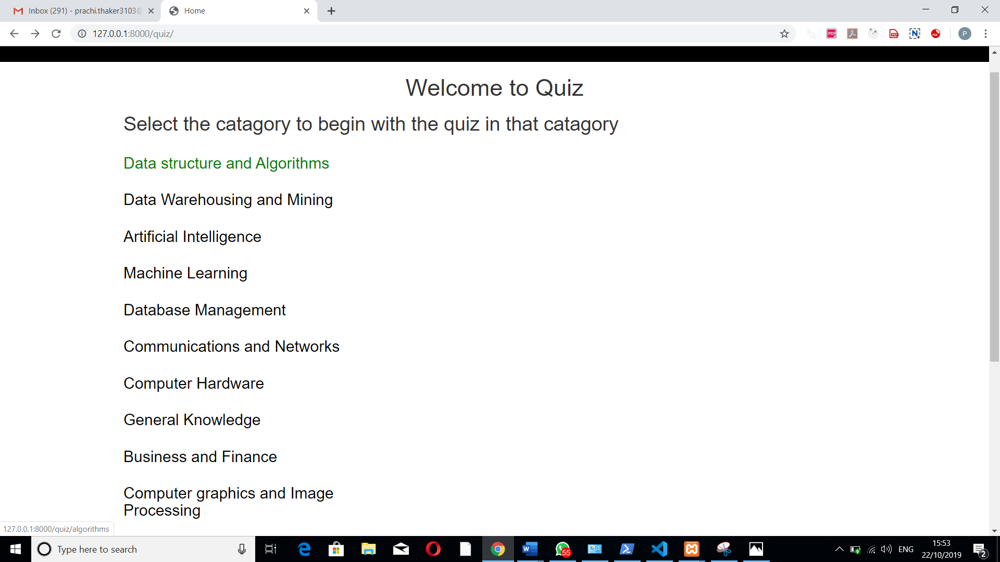 Inbox (291) - prachi.thaker3103@
Home
127.0.0.1:8000/quiz/
P
Welcome to Quiz
Select the catagory to begin with the quiz in that catagory
Data structure and Algorithms
Data Warehousing and Mining
Artificial Intelligence
Machine Learning
Database Management
Communications and Networks
Computer Hardware
General Knowledge
Business and Finance
Computer graphics and Image
Processing
127.0.0.1:8000/quiz/algorithms
Type here to search
55
ENG
15:53
22/10/2019
2